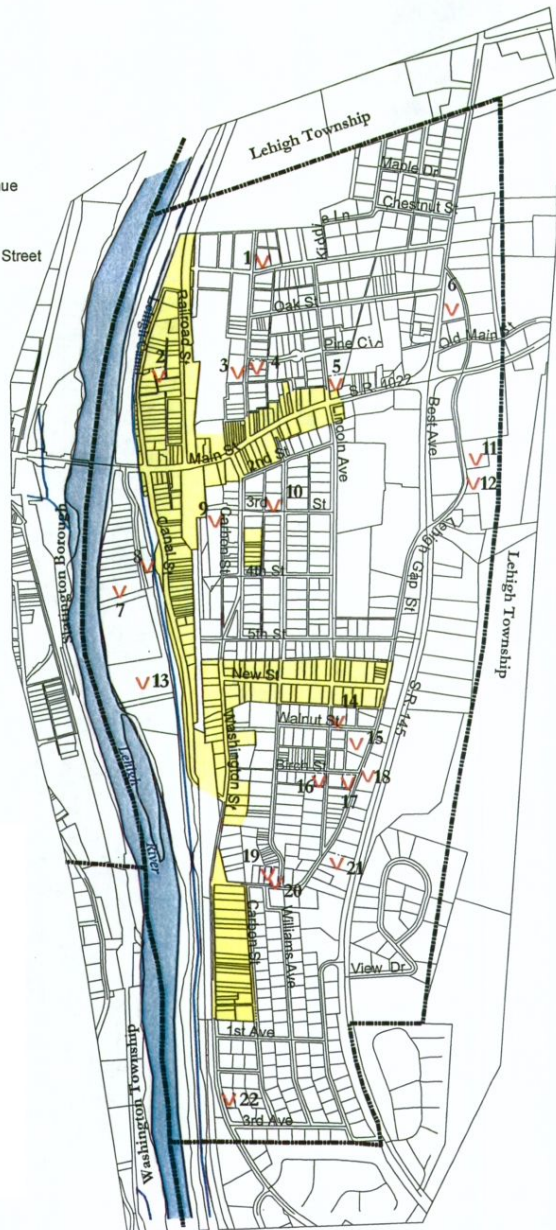 ue
Street
Lehigh Township
Maple Dr
Chestnut St
1
Oak St
6
Railroad St
Pine Ci
Old Main St
2
3
4
5
S.R. 4022
Main St
2nd St
Lincoln Ave
Best Ave
11
12
3rd
10
St
9
Carbon St
Canal St
4th St
Lehigh Gap St
Lehigh Township
Slatington Borough
8
7
5th St
New St
13
14
Walnut St
15
S.R. 145
Washington St
Birch St
16
17
18
Lehigh
River
19
20
21
Williams Ave
Carbon St
View Dr
1st Ave
Washington Township
22
3rd Ave